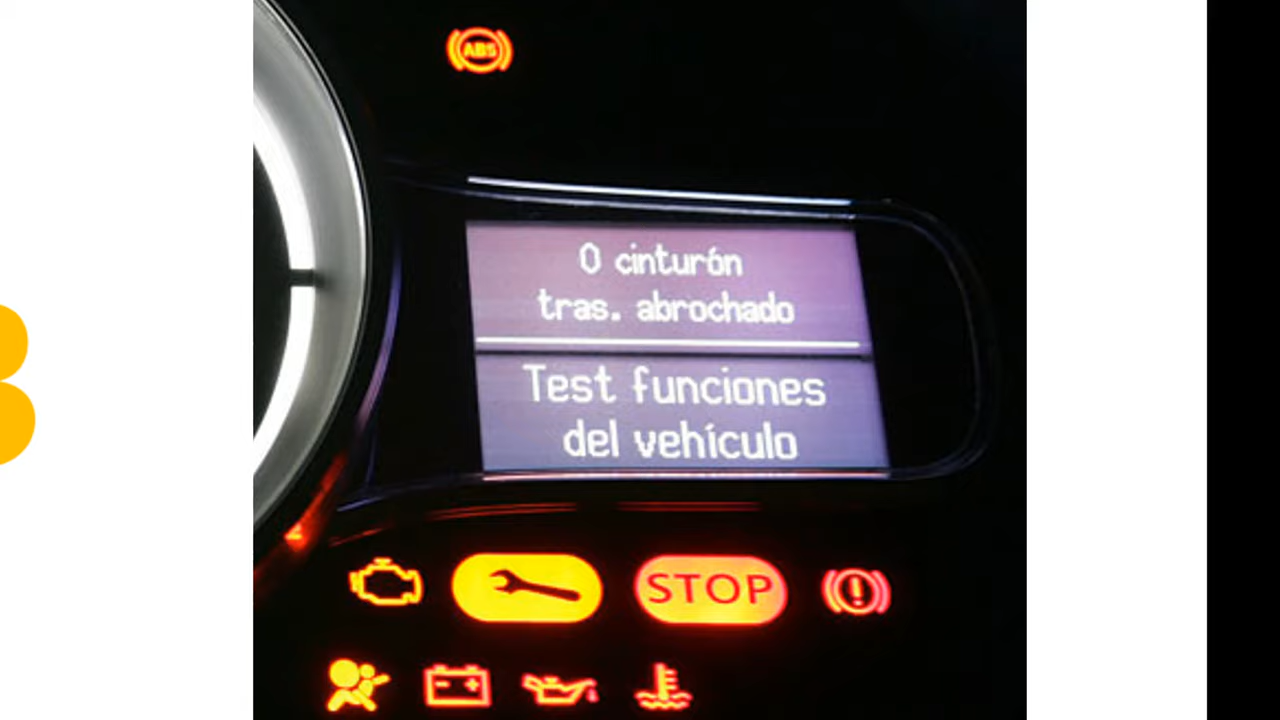 ABS
0 cinturón
tras. abrochado
Test funciones
del vehículo
STOP